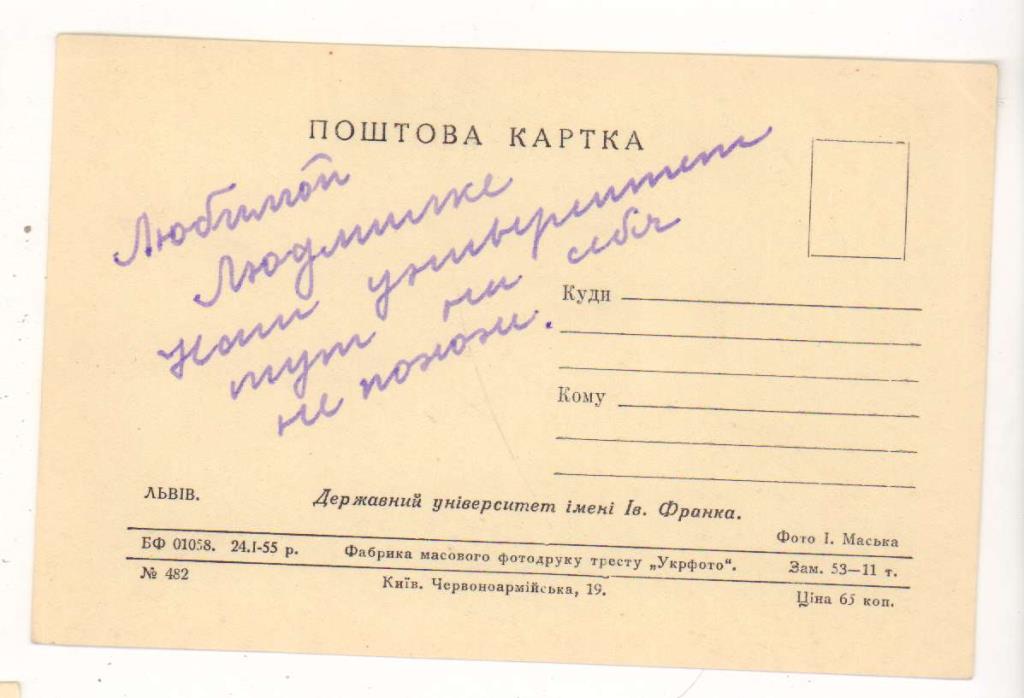 ПОШТОВА КАРТКА
Любимой
Людмилке
Наш университет
тут на себя
не похож.
Куди
Кому
ЛЬВІВ.
Державний університет імені Ів. Франка.
Фото І. Маська
БФ 01058. 24.I-55 р.
Фабрика масового фотодруку тресту „Укрфото“.
Зам. 53—11 т.
№ 482
Київ. Червоноармійська, 19.
Ціна 65 коп.